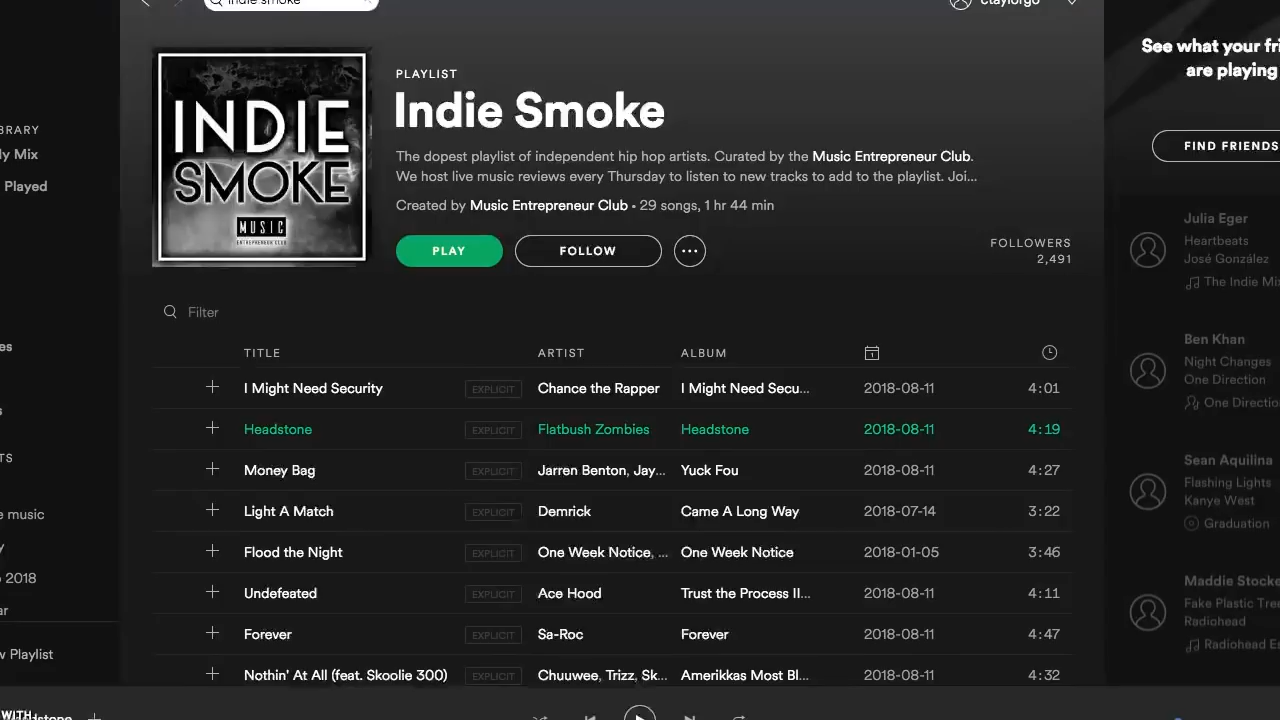 indie smoke
ctaylorgo
BRARY
ly Mix
Played
es
s
TS
e music
y
2018
ar
w Playlist
INDIE
SMOKE
MUSIC
ENTREPRENEUR CLUB
PLAYLIST
Indie Smoke
The dopest playlist of independent hip hop artists. Curated by the Music Entrepreneur Club.
We host live music reviews every Thursday to listen to new tracks to add to the playlist. Joi...
Created by Music Entrepreneur Club • 29 songs, 1 hr 44 min
PLAY FOLLOW
FOLLOWERS
2,491
Filter
TITLE ARTIST ALBUM
+ I Might Need Security EXPLICIT Chance the Rapper I Might Need Secu... 2018-08-11 4:01
+ Headstone EXPLICIT Flatbush Zombies Headstone 2018-08-11 4:19
+ Money Bag EXPLICIT Jarren Benton, Jay... Yuck Fou 2018-08-11 4:27
+ Light A Match EXPLICIT Demrick Came A Long Way 2018-07-14 3:22
+ Flood the Night EXPLICIT One Week Notice, ... One Week Notice 2018-01-05 3:46
+ Undefeated EXPLICIT Ace Hood Trust the Process II... 2018-08-11 4:11
+ Forever EXPLICIT Sa-Roc Forever 2018-08-11 4:47
+ Nothin' At All (feat. Skoolie 300) EXPLICIT Chuuwee, Trizz, Sk... Amerikkas Most Bl... 2018-08-11 4:32
See what your fri
are playing
FIND FRIENDS
Julia Eger
Heartbeats
José González
The Indie Mix
Ben Khan
Night Changes
One Direction
One Directio
Sean Aquilina
Flashing Lights
Kanye West
Graduation
Maddie Stocke
Fake Plastic Tree
Radiohead
Radiohead Es
WITH
dstone